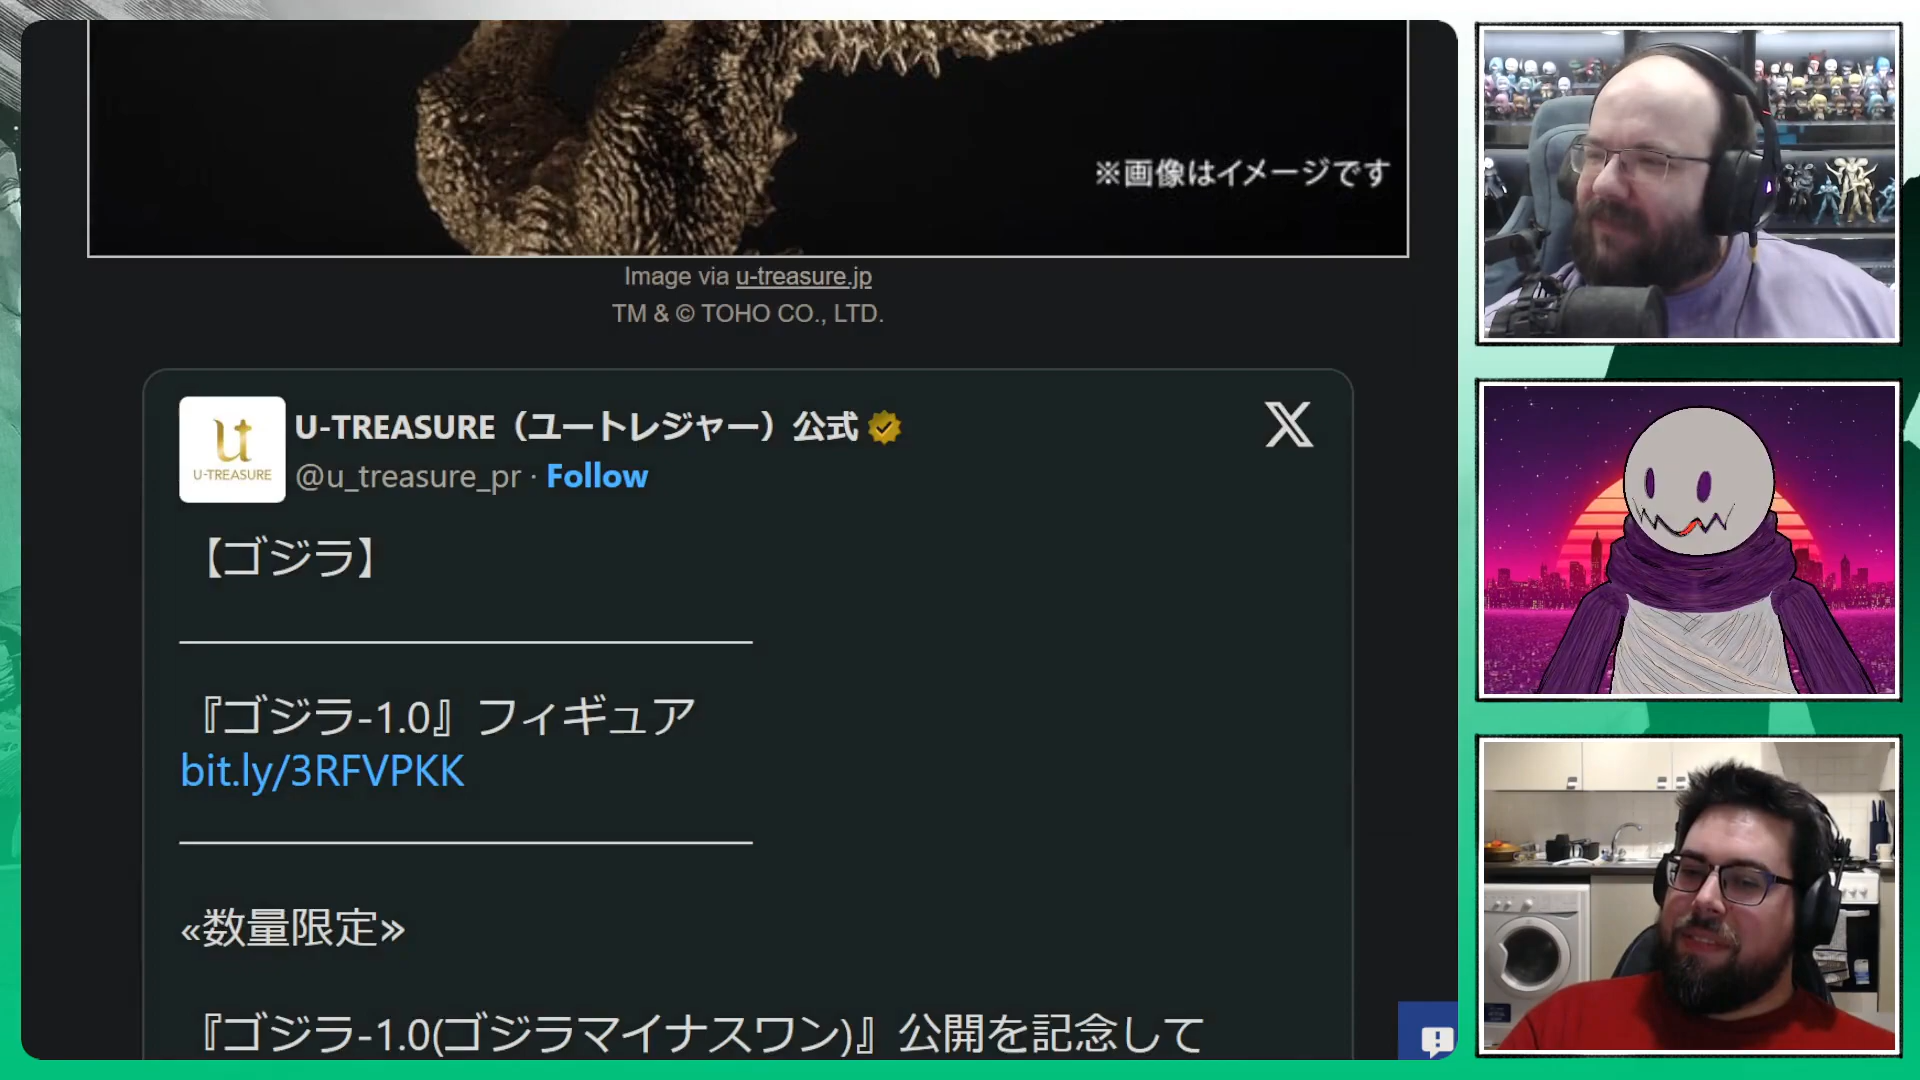 ※画像はイメージです
Image via u-treasure.jp
TM & © TOHO CO., LTD.
U-TREASURE
U-TREASURE（ユートレジャー）公式
@u_treasure_pr · Follow
【ゴジラ】
『ゴジラ-1.0』フィギュア
bit.ly/3RFVPKK
«数量限定»
『ゴジラ-1.0(ゴジラマイナスワン)』公開を記念して